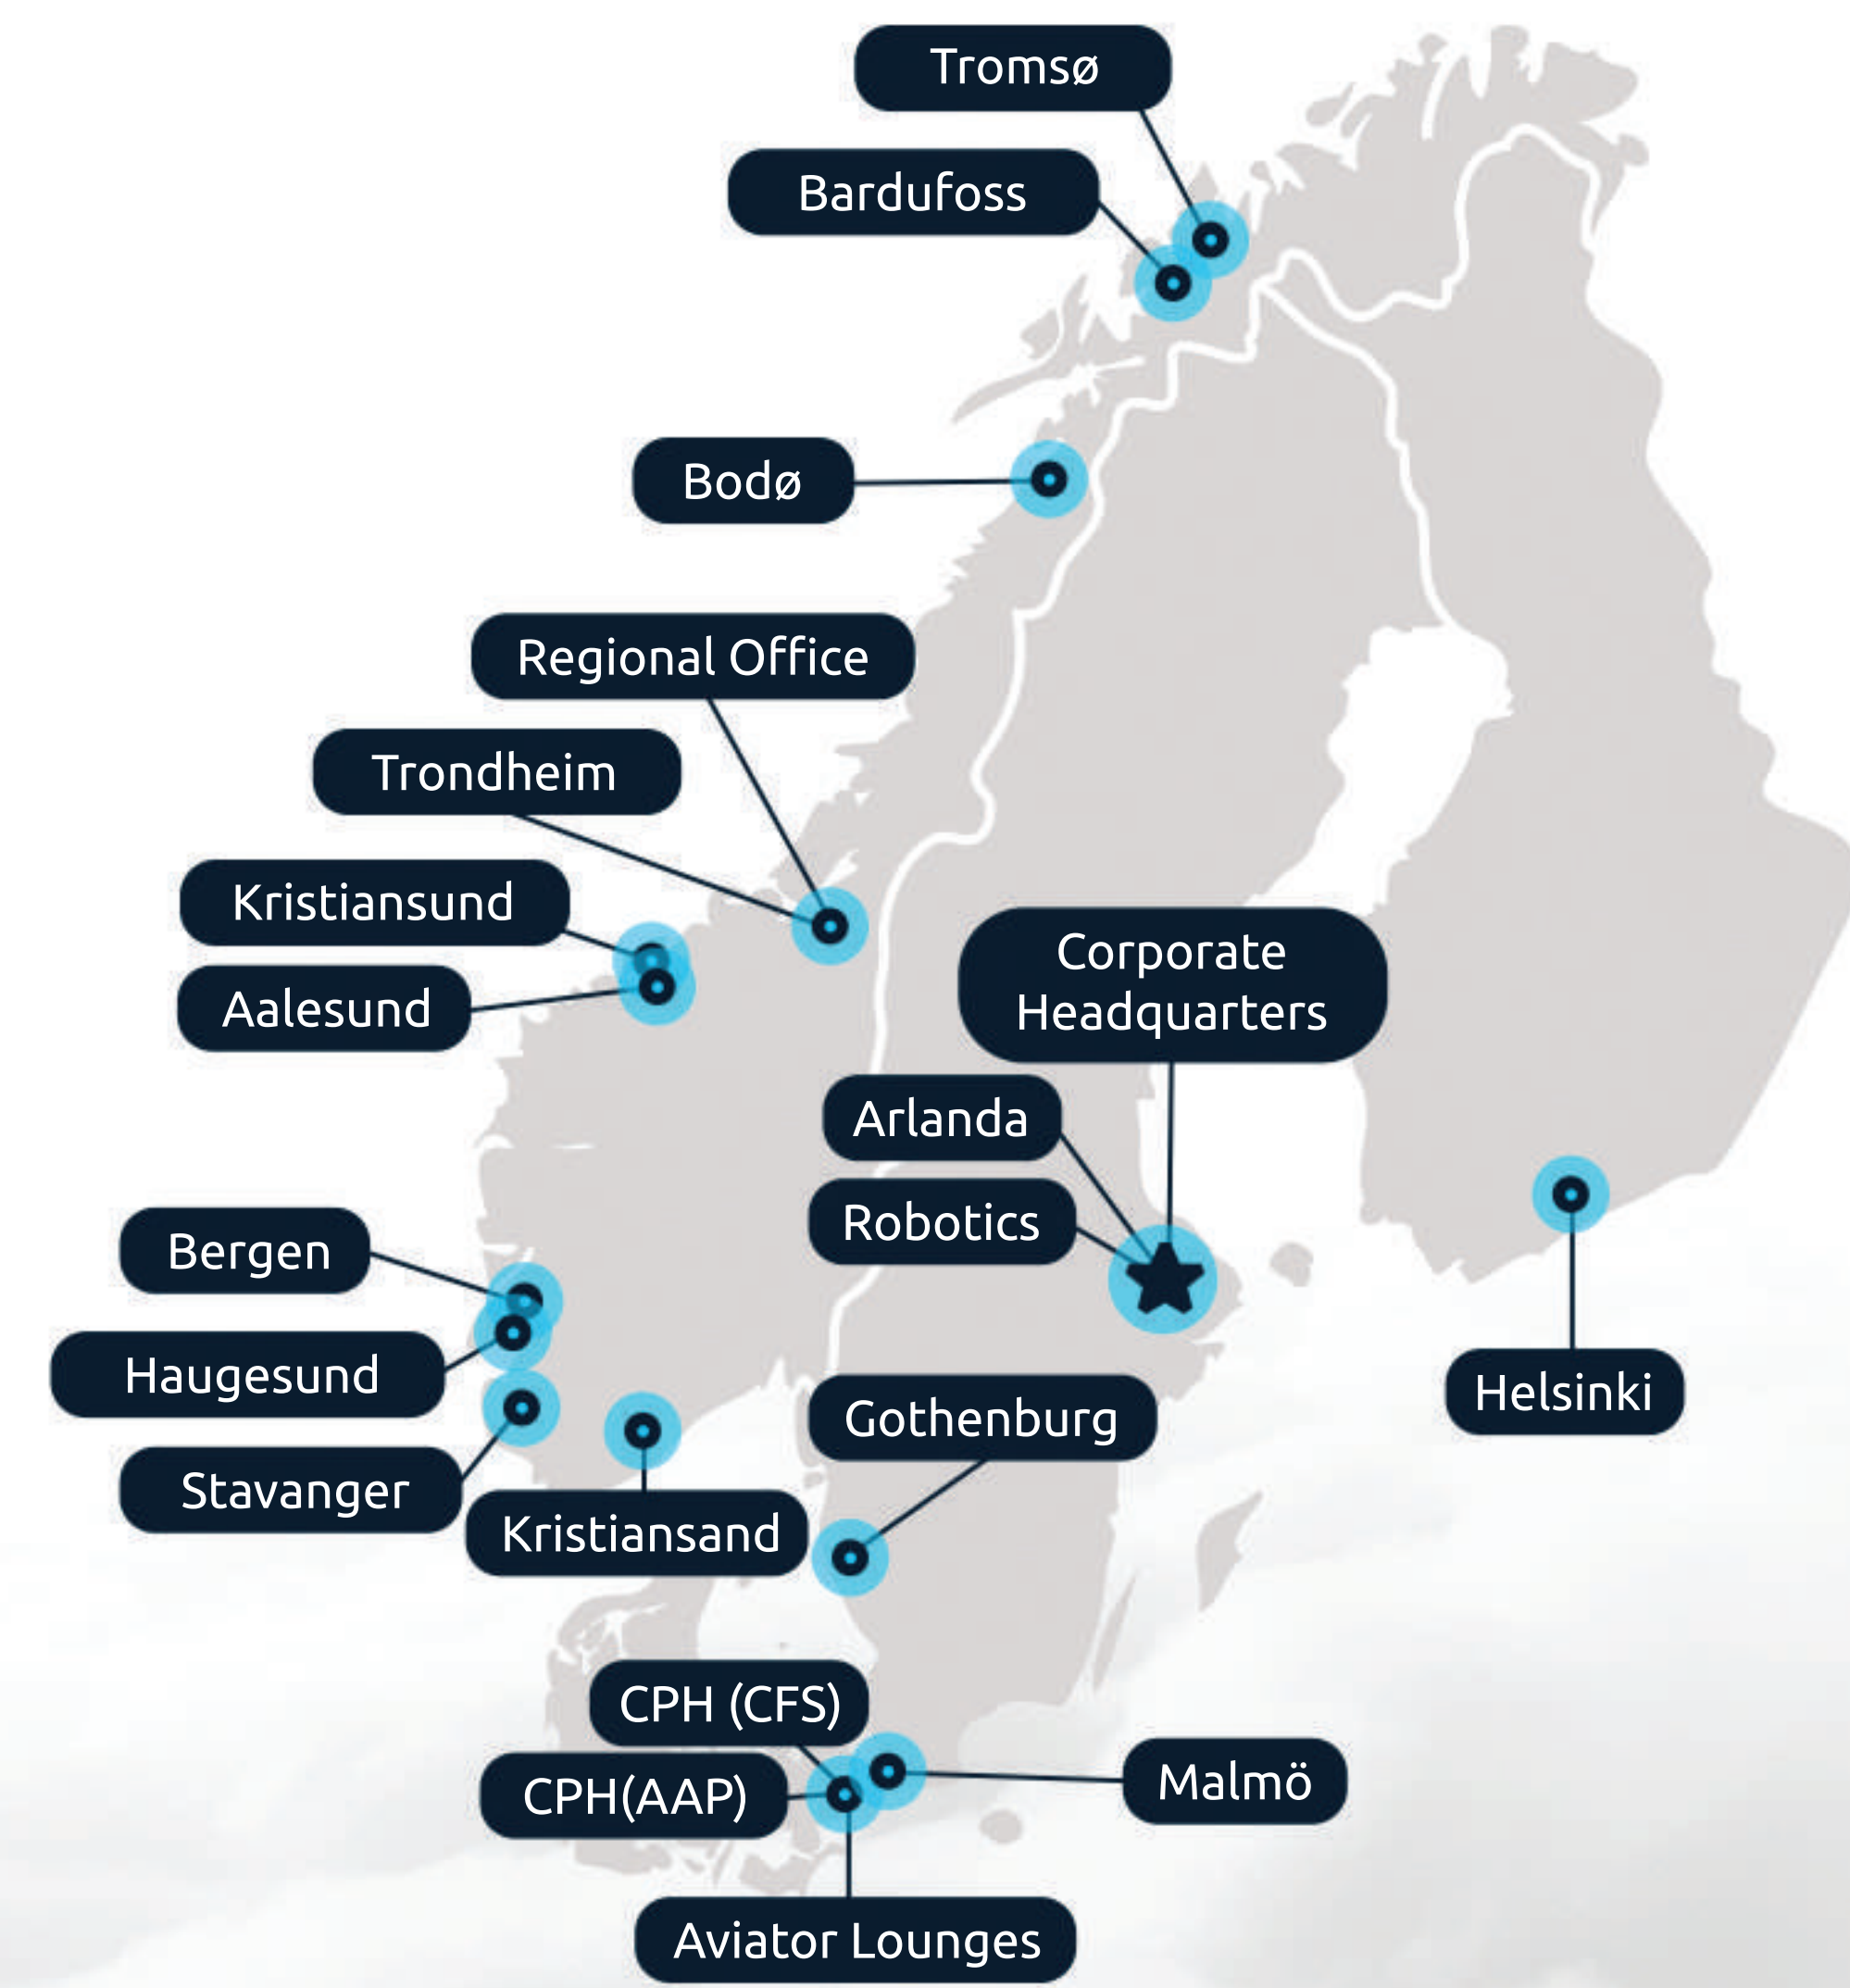 Tromsø
Bardufoss
Bodø
Regional Office
Trondheim
Kristiansund
Aalesund
Corporate
Headquarters
Arlanda
Robotics
Bergen
Haugesund
Stavanger
Kristiansand
Gothenburg
Helsinki
CPH (CFS)
CPH(AAP)
Malmö
Aviator Lounges